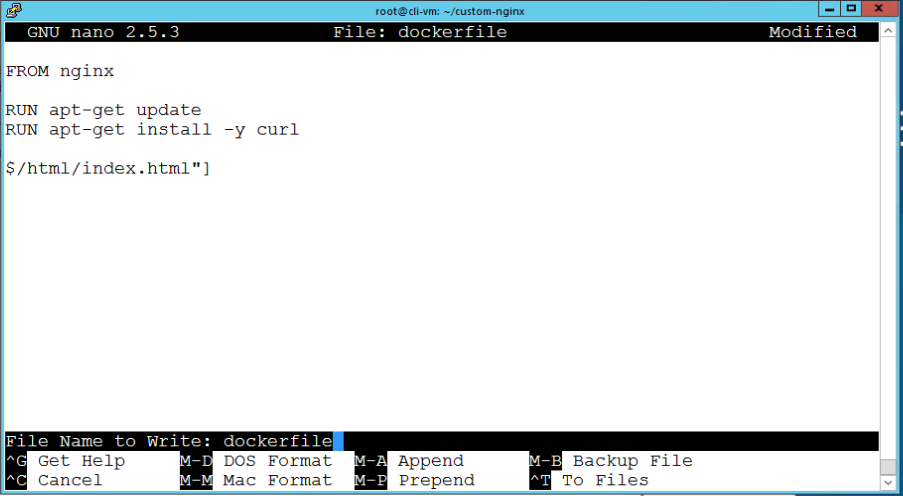 root@cli-vm: ~/custom-nginx
GNU nano 2.5.3 File: dockerfile Modified
FROM nginx
RUN apt-get update
RUN apt-get install -y curl
$/html/index.html"]
File Name to Write: dockerfile
^G Get Help M-D DOS Format M-A Append M-B Backup File
^C Cancel M-M Mac Format M-P Prepend ^T To Files